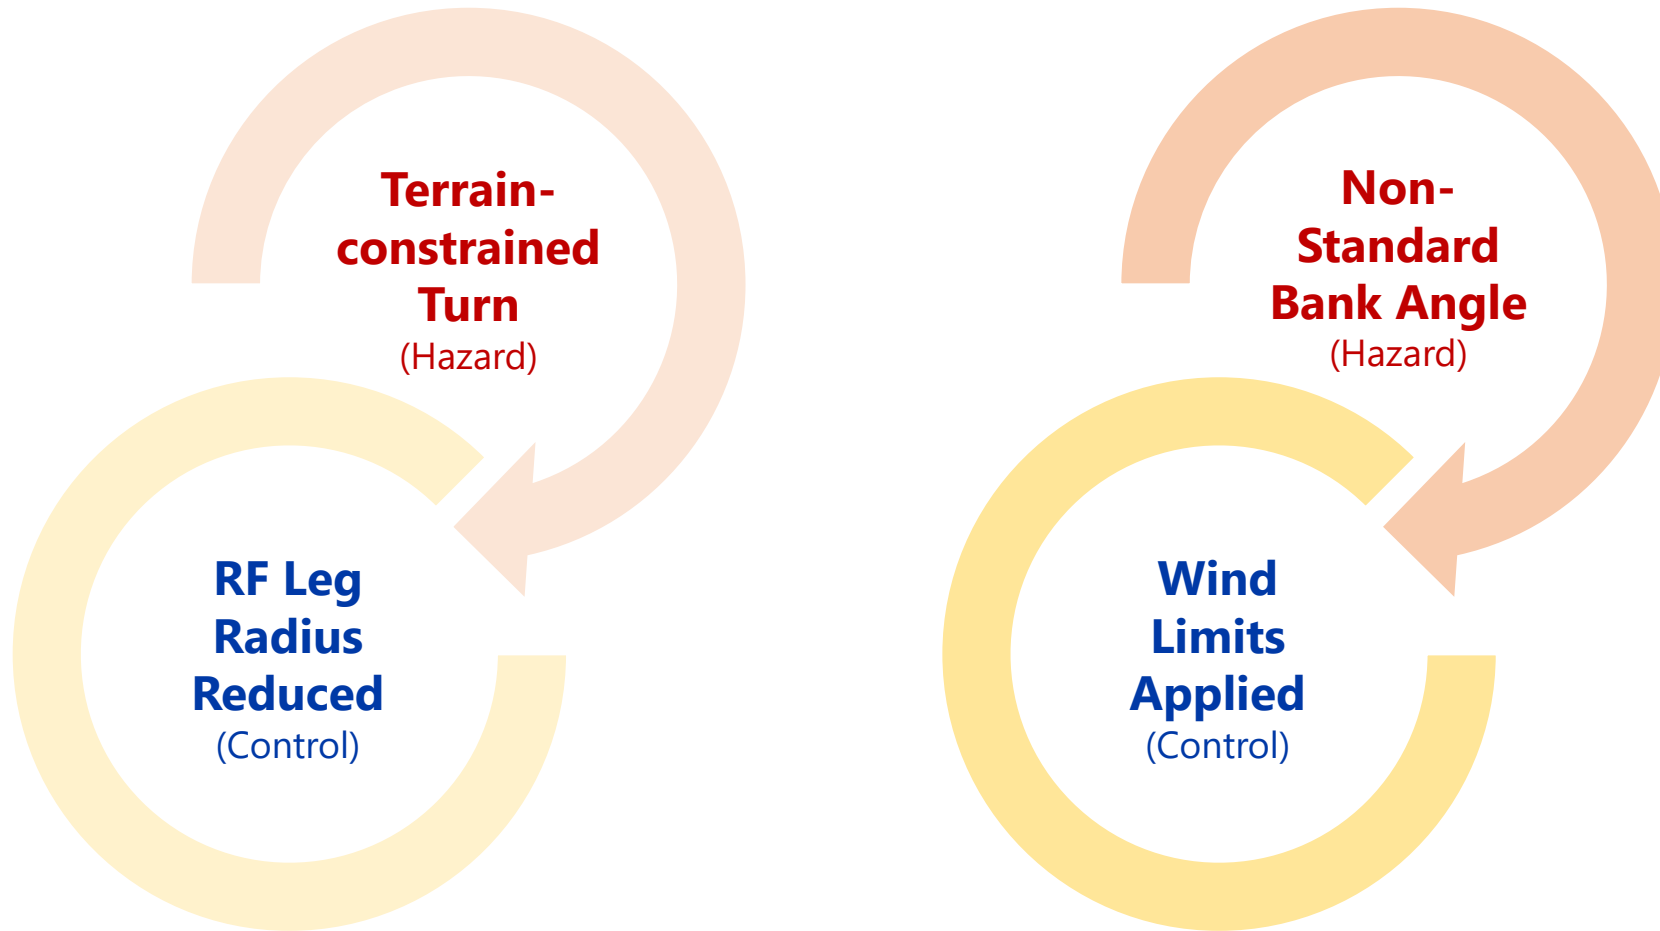 Terrain-
constrained
Turn
(Hazard)
RF Leg
Radius
Reduced
(Control)
Non-
Standard
Bank Angle
(Hazard)
Wind
Limits
Applied
(Control)